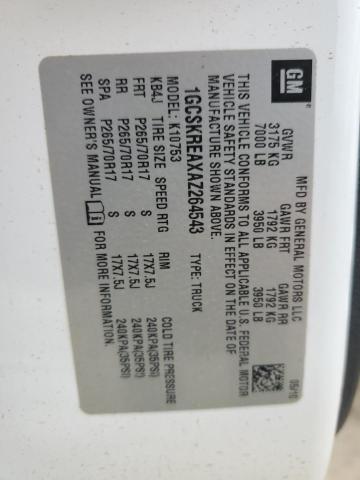 GM
MFD BY GENERAL MOTORS LLC 05/10
GVWR GAWR FRT GAWR RR
3175 KG 1792 KG 1792 KG
7000 LB 3950 LB 3950 LB
THIS VEHICLE CONFORMS TO ALL APPLICABLE U.S. FEDERAL MOTOR
VEHICLE SAFETY STANDARDS IN EFFECT ON THE DATE OF
MANUFACTURE SHOWN ABOVE.
1GCSKREAXAZ264543 TYPE: TRUCK
MODEL: K10753
KB4J TIRE SIZE SPEED RTG RIM COLD TIRE PRESSURE
FRT P265/70R17 S 17X7.5J 240KPA(35PSI)
RR P265/70R17 S 17X7.5J 240KPA(35PSI)
SPA P265/70R17 S 17X7.5J 240KPA(35PSI)
SEE OWNER'S MANUAL FOR MORE INFORMATION.